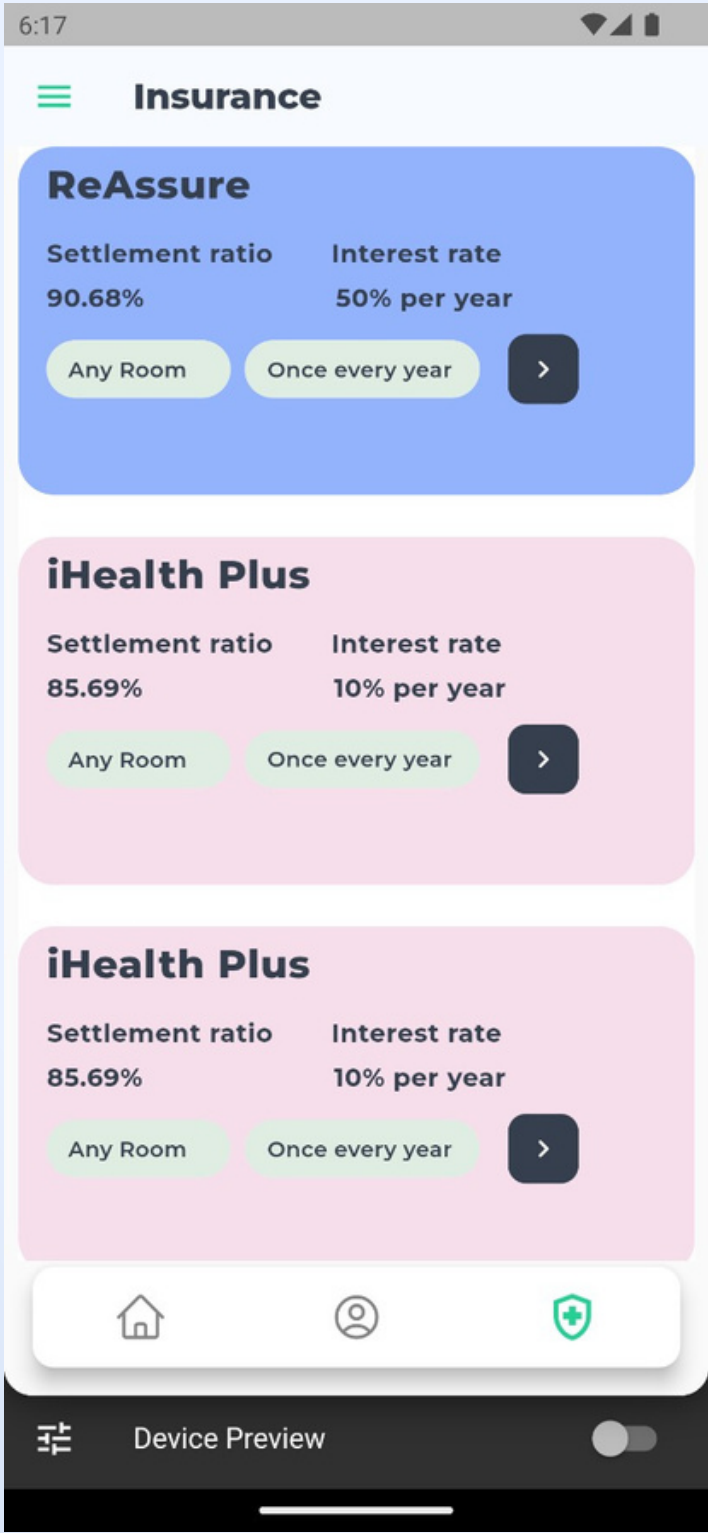 6:17
Insurance
ReAssure
Settlement ratio Interest rate
90.68% 50% per year
Any Room Once every year
iHealth Plus
Settlement ratio Interest rate
85.69% 10% per year
Any Room Once every year
iHealth Plus
Settlement ratio Interest rate
85.69% 10% per year
Any Room Once every year
Device Preview